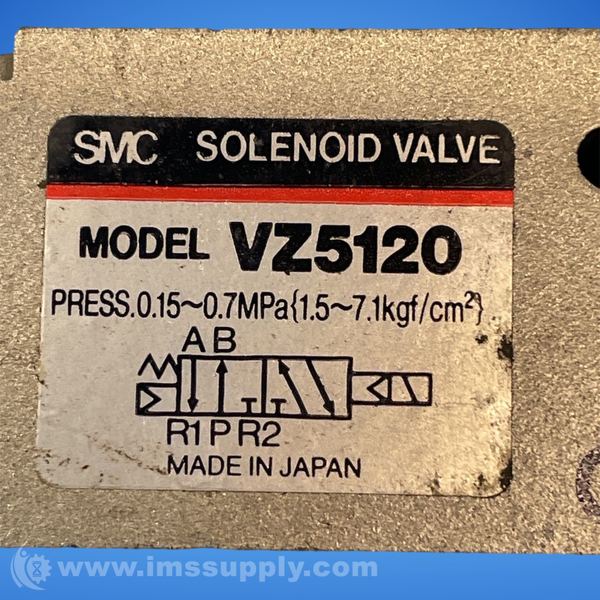 SMC SOLENOID VALVE
MODEL VZ5120
PRESS.0.15~0.7MPa{1.5~7.1kgf/cm²}
A B
R1 P R2
MADE IN JAPAN
www.imssupply.com